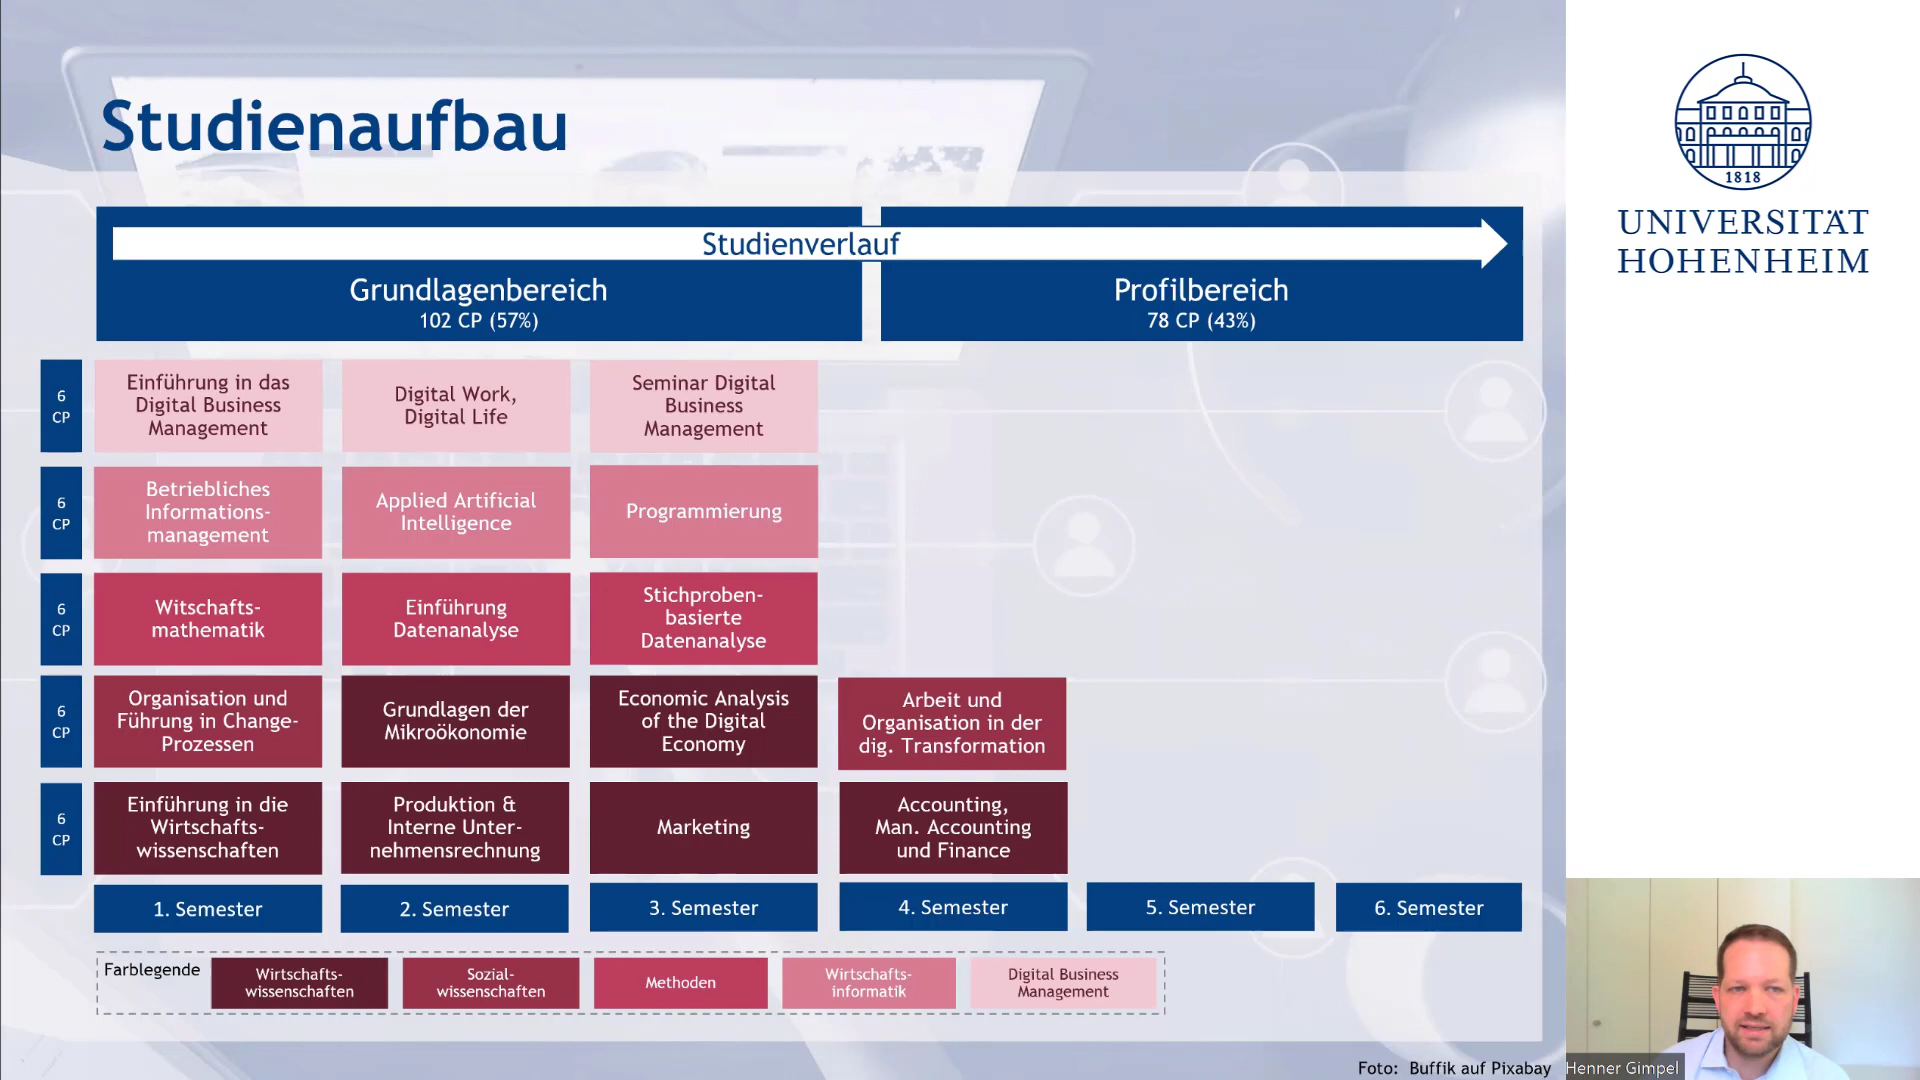 Studienaufbau
Studienverlauf
Grundlagenbereich
102 CP (57%)
Profilbereich
78 CP (43%)
6
CP
Einführung in das
Digital Business
Management
Digital Work,
Digital Life
Seminar Digital
Business
Management
6
CP
Betriebliches
Informations-
management
Applied Artificial
Intelligence
Programmierung
6
CP
Witschafts-
mathematik
Einführung
Datenanalyse
Stichproben-
basierte
Datenanalyse
6
CP
Organisation und
Führung in Change-
Prozessen
Grundlagen der
Mikroökonomie
Economic Analysis
of the Digital
Economy
Arbeit und
Organisation in der
dig. Transformation
6
CP
Einführung in die
Wirtschafts-
wissenschaften
Produktion &
Interne Unter-
nehmensrechnung
Marketing
Accounting,
Man. Accounting
und Finance
1. Semester
2. Semester
3. Semester
4. Semester
5. Semester
6. Semester
Farblegende
Wirtschafts-
wissenschaften
Sozial-
wissenschaften
Methoden
Wirtschafts-
informatik
Digital Business
Management
Foto: Buffik auf Pixabay
1818
UNIVERSITÄT
HOHENHEIM
Henner Gimpel